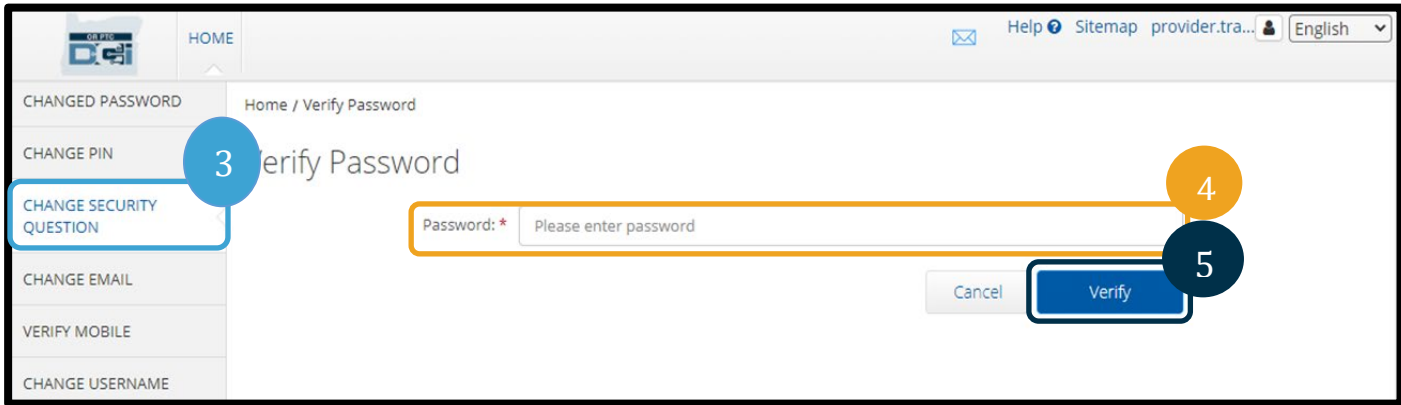 OR PTC
DCi
HOME
Help ? Sitemap provider.tra... English
CHANGED PASSWORD
Home / Verify Password
CHANGE PIN
3
erify Password
4
CHANGE SECURITY
QUESTION
Password: * Please enter password
5
CHANGE EMAIL
Cancel Verify
VERIFY MOBILE
CHANGE USERNAME